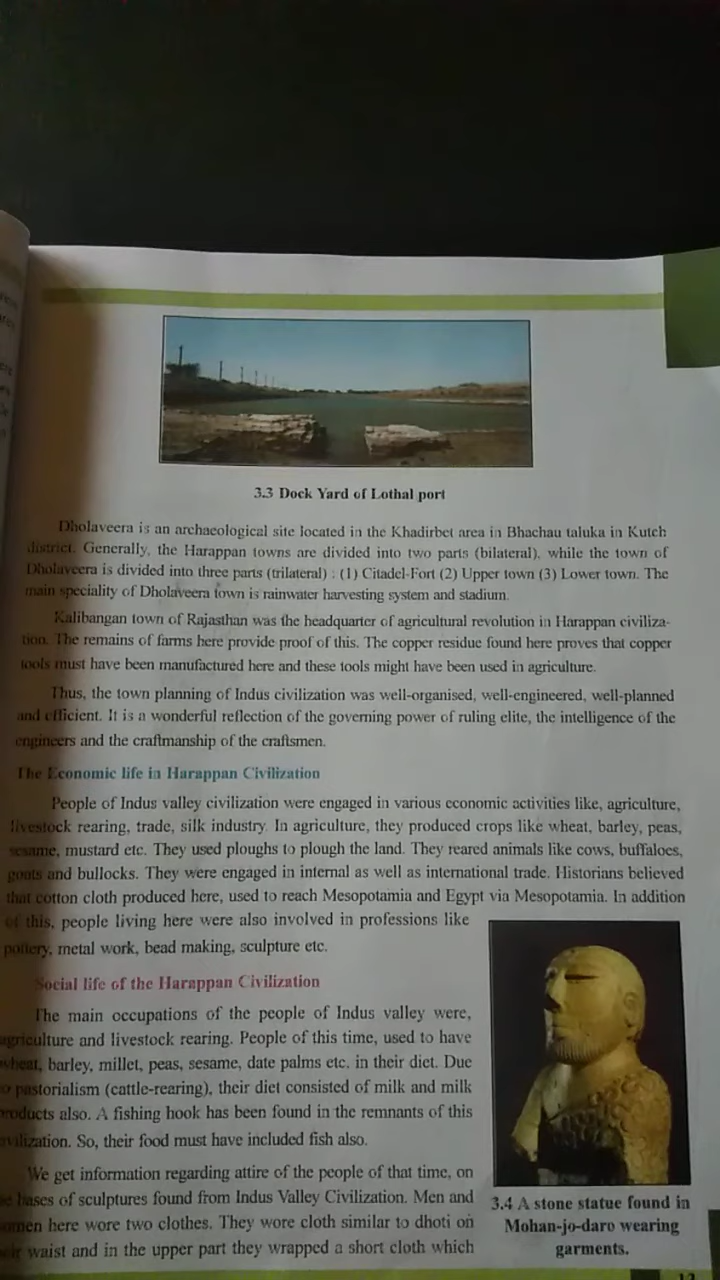 3.3 Dock Yard of Lothal port
Dholaveera is an archaeological site located in the Khadirbet area in Bhachau taluka in Kutch
district. Generally, the Harappan towns are divided into two parts (bilateral), while the town of
Dholaveera is divided into three parts (trilateral) : (1) Citadel-Fort (2) Upper town (3) Lower town. The
main speciality of Dholaveera town is rainwater harvesting system and stadium.
Kalibangan town of Rajasthan was the headquarter of agricultural revolution in Harappan civiliza-
tion. The remains of farms here provide proof of this. The copper residue found here proves that copper
tools must have been manufactured here and these tools might have been used in agriculture.
Thus, the town planning of Indus civilization was well-organised, well-engineered, well-planned
and efficient. It is a wonderful reflection of the governing power of ruling elite, the intelligence of the
engineers and the craftmanship of the craftsmen.
The Economic life in Harappan Civilization
People of Indus valley civilization were engaged in various economic activities like, agriculture,
livestock rearing, trade, silk industry. In agriculture, they produced crops like wheat, barley, peas,
sesame, mustard etc. They used ploughs to plough the land. They reared animals like cows, buffaloes,
goats and bullocks. They were engaged in internal as well as international trade. Historians believed
that cotton cloth produced here, used to reach Mesopotamia and Egypt via Mesopotamia. In addition
of this, people living here were also involved in professions like
pottery, metal work, bead making, sculpture etc.
Social life of the Harappan Civilization
The main occupations of the people of Indus valley were,
agriculture and livestock rearing. People of this time, used to have
wheat, barley, millet, peas, sesame, date palms etc. in their diet. Due
o pastorialism (cattle-rearing), their diet consisted of milk and milk
products also. A fishing hook has been found in the remnants of this
ivilization. So, their food must have included fish also.
We get information regarding attire of the people of that time, on
bases of sculptures found from Indus Valley Civilization. Men and
omen here wore two clothes. They wore cloth similar to dhoti on
waist and in the upper part they wrapped a short cloth which
3.4 A stone statue found in
Mohan-jo-daro wearing
garments.